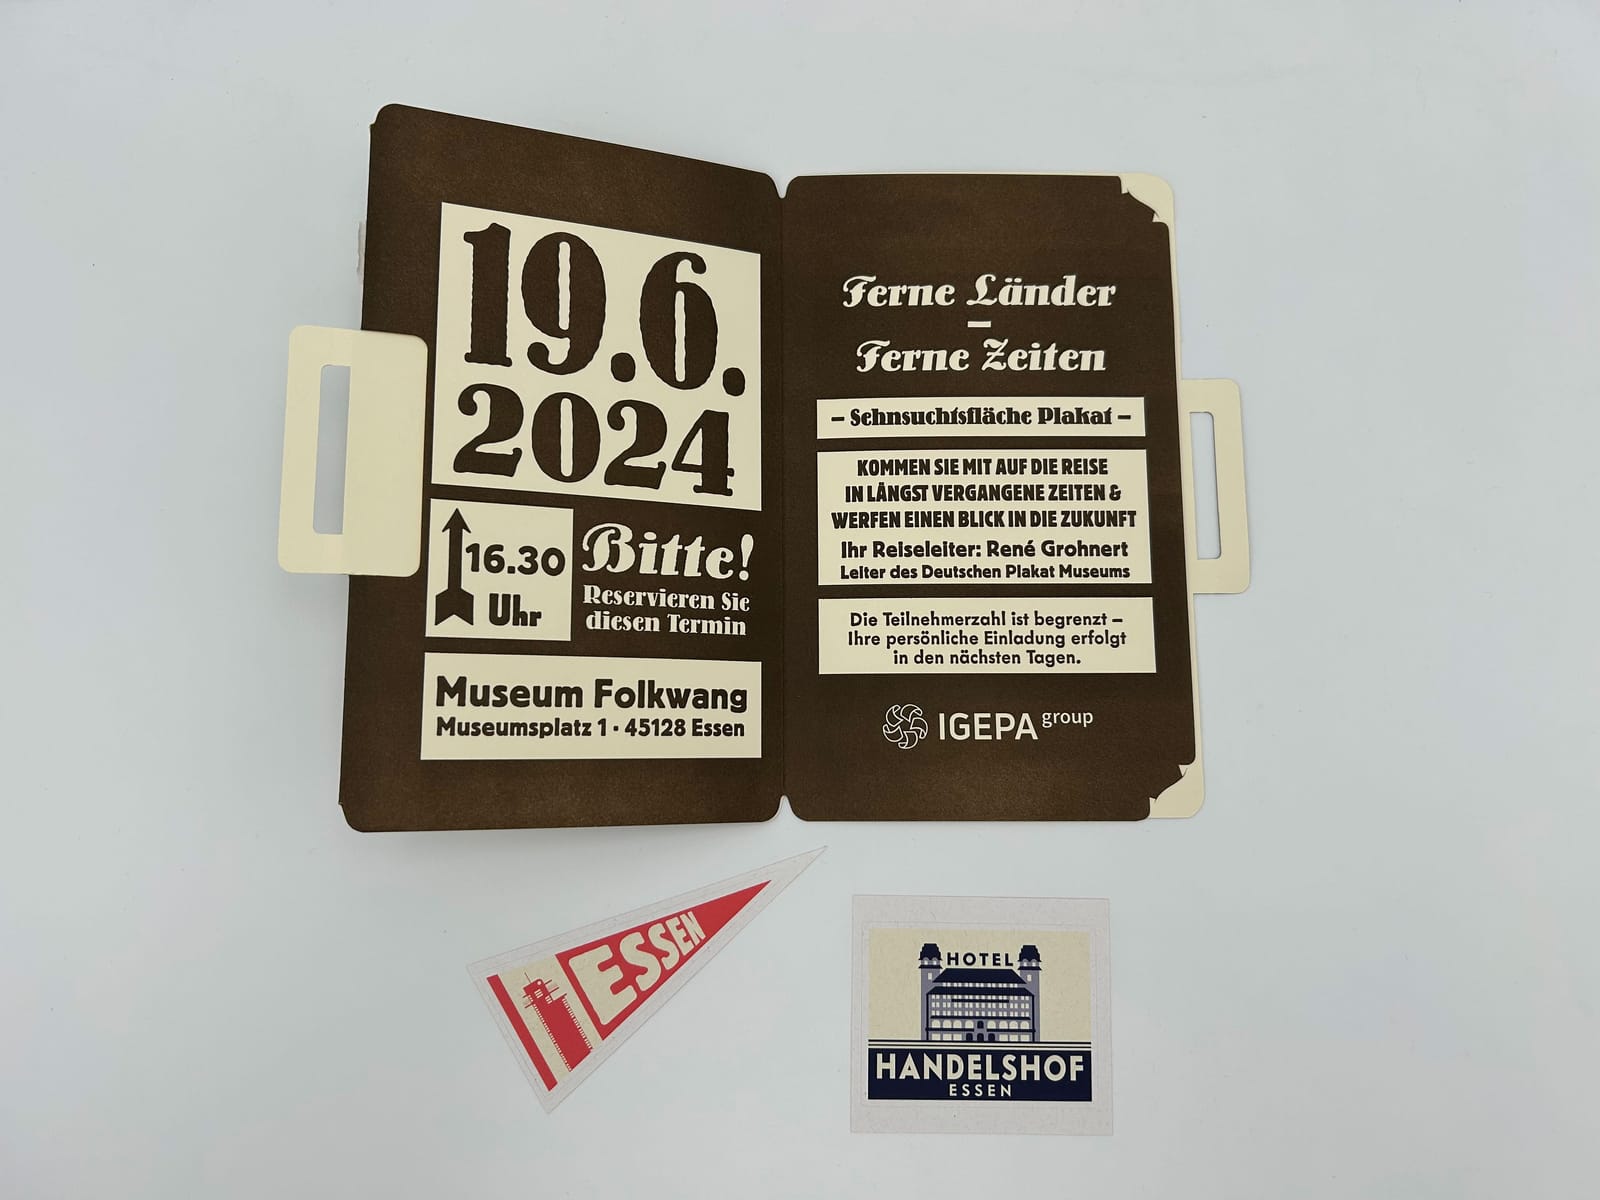 19.6.
2024
16.30
Uhr
Bitte!
Reservieren Sie
diesen Termin
Museum Folkwang
Museumsplatz 1 · 45128 Essen
Ferne Länder
–
Ferne Zeiten
– Sehnsuchtsfläche Plakat –
KOMMEN SIE MIT AUF DIE REISE
IN LÄNGST VERGANGENE ZEITEN &
WERFEN EINEN BLICK IN DIE ZUKUNFT
Ihr Reiseleiter: René Grohnert
Leiter des Deutschen Plakat Museums
Die Teilnehmerzahl ist begrenzt –
Ihre persönliche Einladung erfolgt
in den nächsten Tagen.
IGEPA group
ESSEN
HOTEL
HANDELSHOF
ESSEN